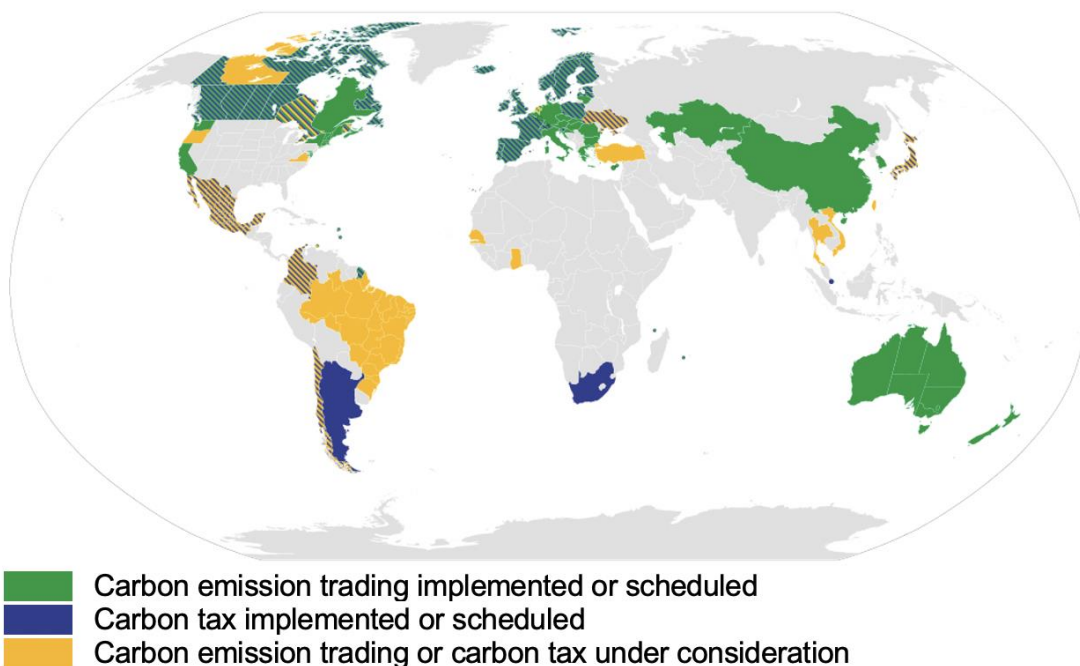 Carbon emission trading implemented or scheduled
Carbon tax implemented or scheduled
Carbon emission trading or carbon tax under consideration